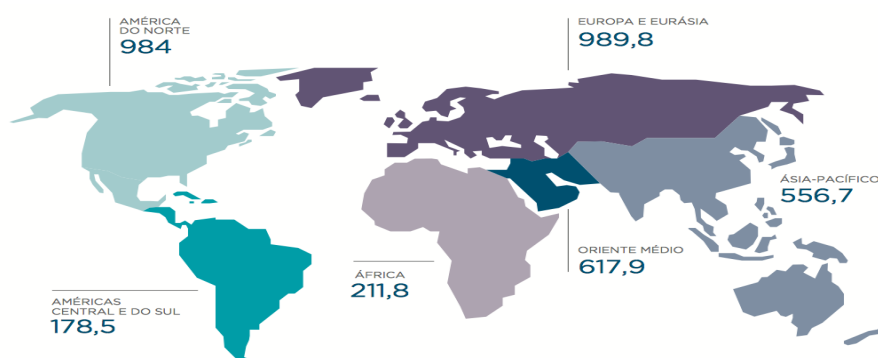 AMÉRICA
DO NORTE
984
EUROPA E EURÁSIA
989,8
ÁSIA-PACÍFICO
556,7
ORIENTE MÉDIO
617,9
ÁFRICA
211,8
AMÉRICAS
CENTRAL E DO SUL
178,5